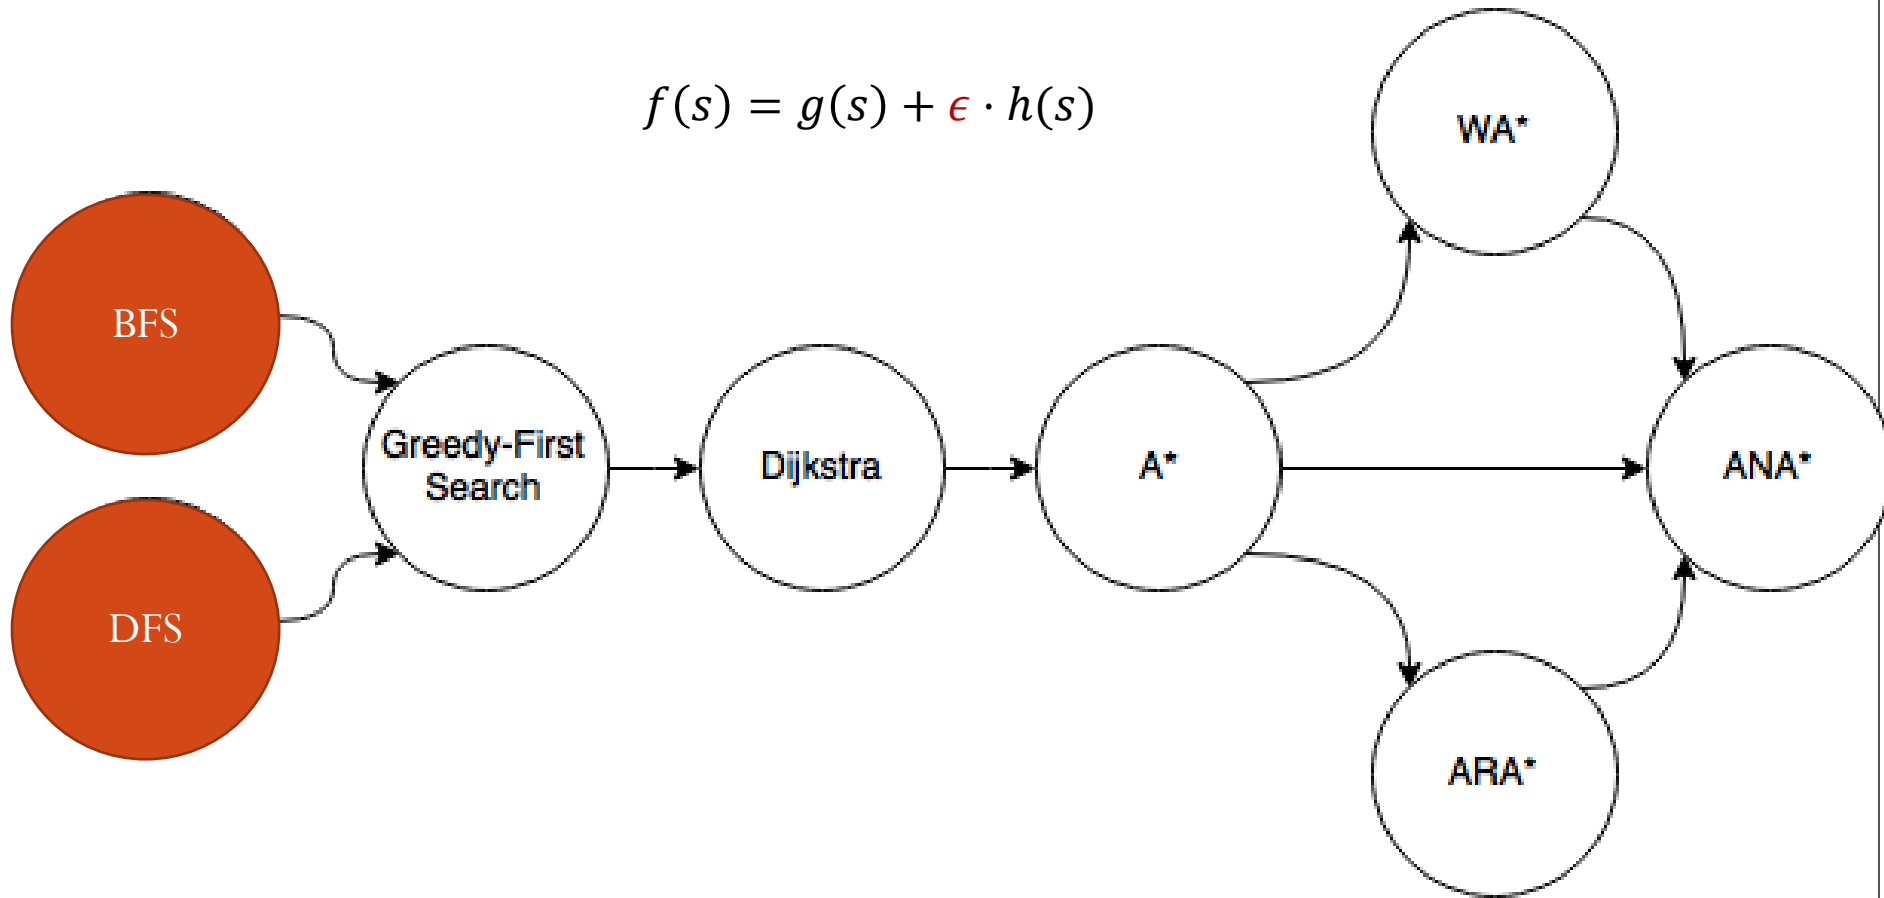 f(s) = g(s) + ϵ · h(s)
WA*
BFS
Greedy-First
Search
Dijkstra
A*
ANA*
DFS
ARA*